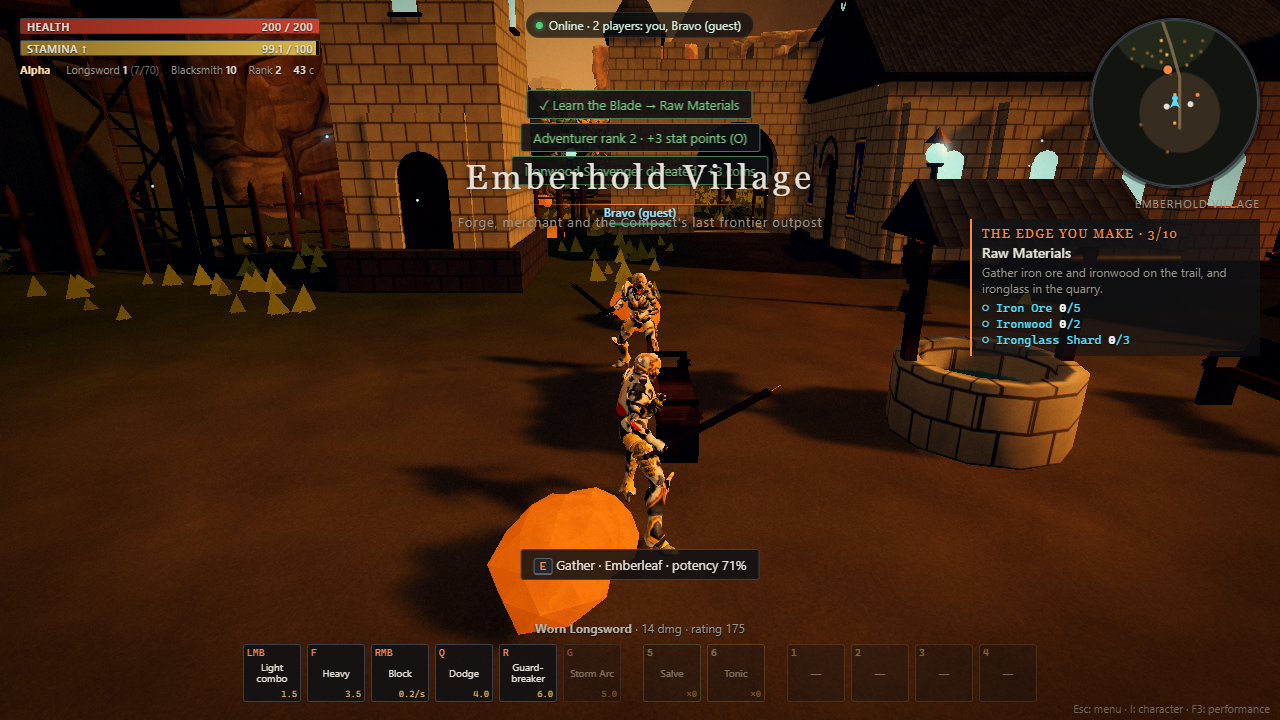 HEALTH 200 / 200
STAMINA ↑ 99.1 / 100
Alpha Longsword 1 (7/70) Blacksmith 10 Rank 2 43 c
Online · 2 players: you, Bravo (guest)
✓ Learn the Blade → Raw Materials
Adventurer rank 2 · +3 stat points (O)
Emberhold Village
Bravo (guest)
Forge, merchant and the Compact's last frontier outpost
EMBERHOLD VILLAGE
THE EDGE YOU MAKE · 3/10
Raw Materials
Gather iron ore and ironwood on the trail, and
ironglass in the quarry.
Iron Ore 0/5
Ironwood 0/2
Ironglass Shard 0/3
E Gather · Emberleaf · potency 71%
Worn Longsword · 14 dmg · rating 175
LMB Light combo 1.5
F Heavy 3.5
RMB Block 0.2/s
Q Dodge 4.0
R Guard-breaker 6.0
G Storm Arc 5.0
5 Salve ×0
6 Tonic ×0
1 —
2 —
3 —
4 —
Esc: menu · I: character · F3: performance